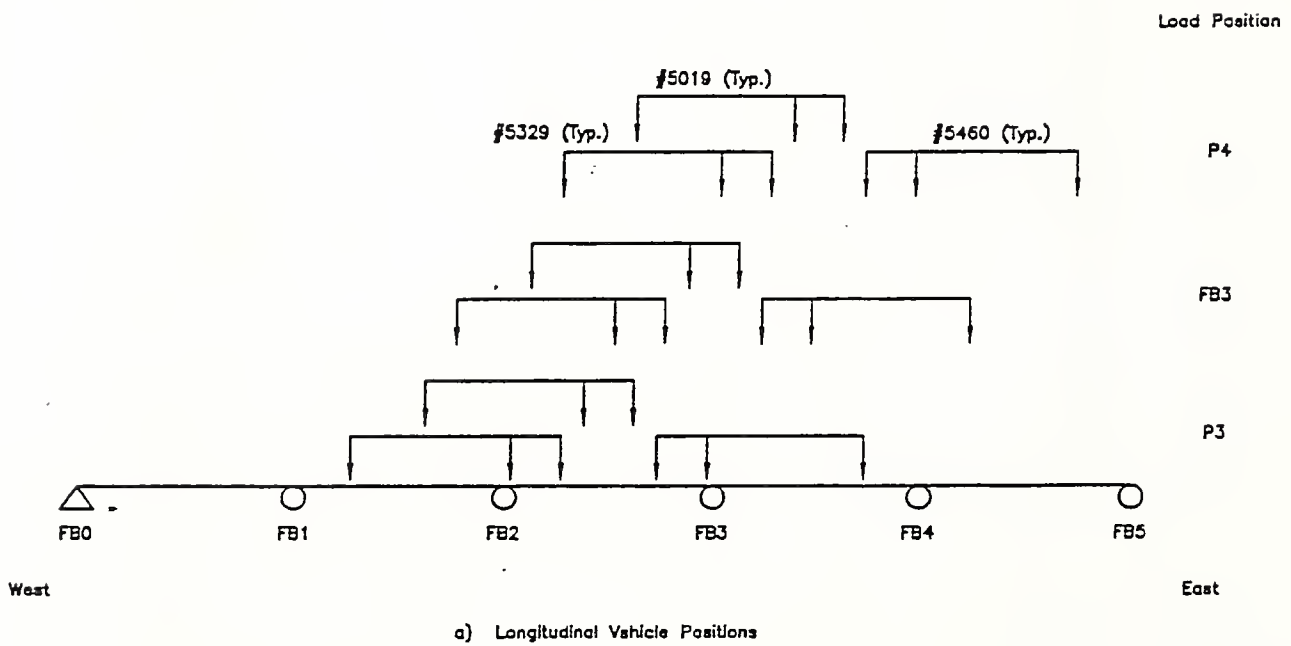 Load Position
#5019 (Typ.)
#5329 (Typ.)
#5460 (Typ.)
P4
FB3
P3
FB0
FB1
FB2
FB3
FB4
FB5
West
East
a) Longitudinal Vehicle Positions